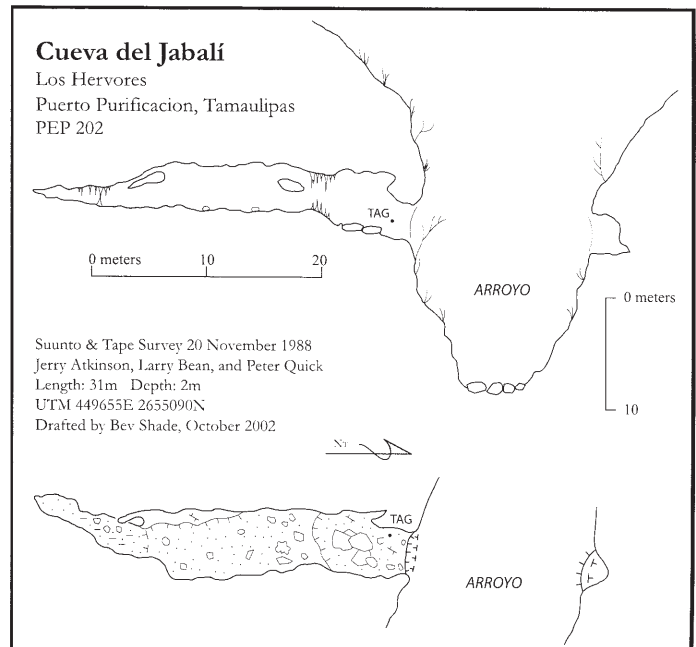 Cueva del Jabalí
Los Hervores
Puerto Purificacion, Tamaulipas
PEP 202
TAG
0 meters 10 20
ARROYO
0 meters
10
Suunto & Tape Survey 20 November 1988
Jerry Atkinson, Larry Bean, and Peter Quick
Length: 31m Depth: 2m
UTM 449655E 2655090N
Drafted by Bev Shade, October 2002
NT
TAG
ARROYO